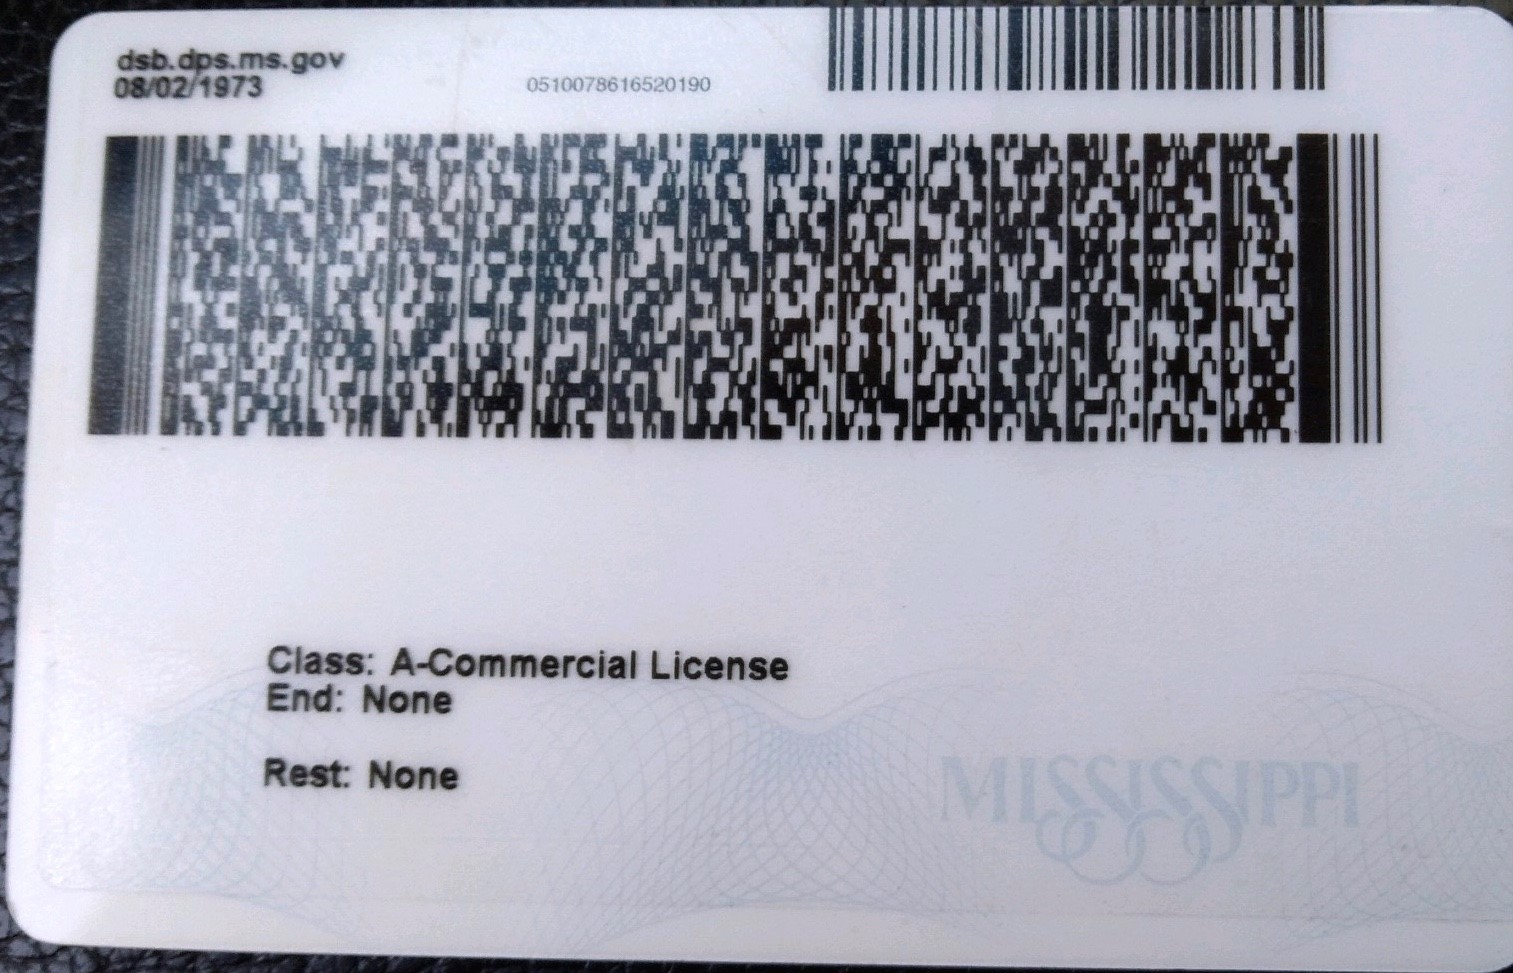 dsb.dps.ms.gov
08/02/1973
0510078616520190
Class: A-Commercial License
End: None
Rest: None
MISSISSIPPI